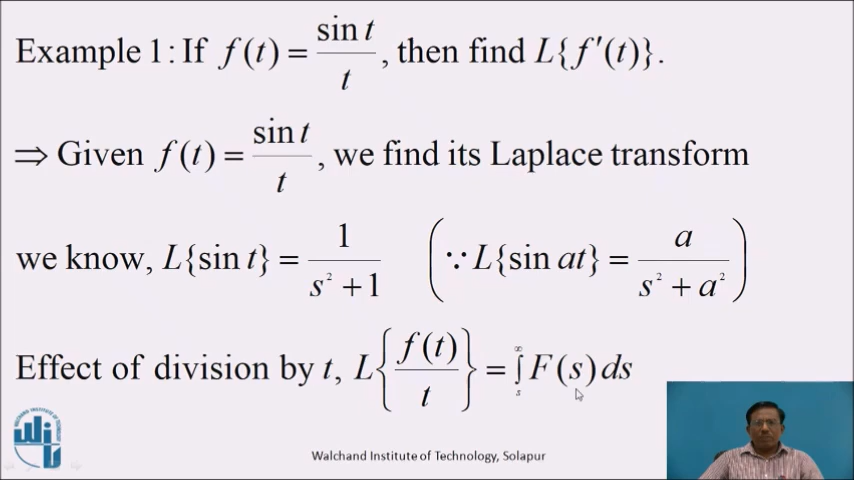 Example 1: If f(t) = sin t / t, then find L{f'(t)}.
⇒ Given f(t) = sin t / t, we find its Laplace transform
we know, L{sin t} = 1 / (s² + 1) (∵ L{sin at} = a / (s² + a²))
Effect of division by t, L{f(t) / t} = ∫ₛ^∞ F(s) ds
Walchand Institute of Technology, Solapur